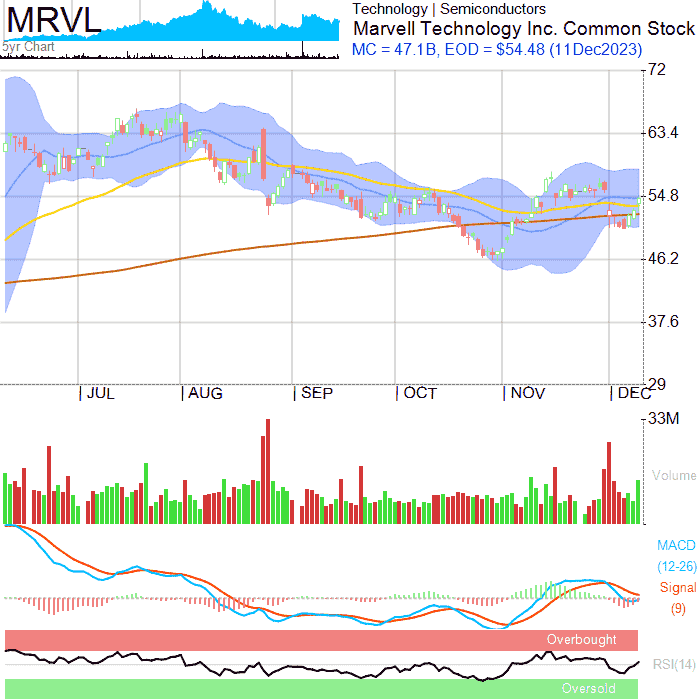 MRVL
5yr Chart
Technology | Semiconductors
Marvell Technology Inc. Common Stock
MC = 47.1B, EOD = $54.48 (11Dec2023)
72
63.4
54.8
46.2
37.6
29
JUL
AUG
SEP
OCT
NOV
DEC
33M
Volume
MACD
(12-26)
Signal
(9)
Overbought
RSI(14)
Oversold